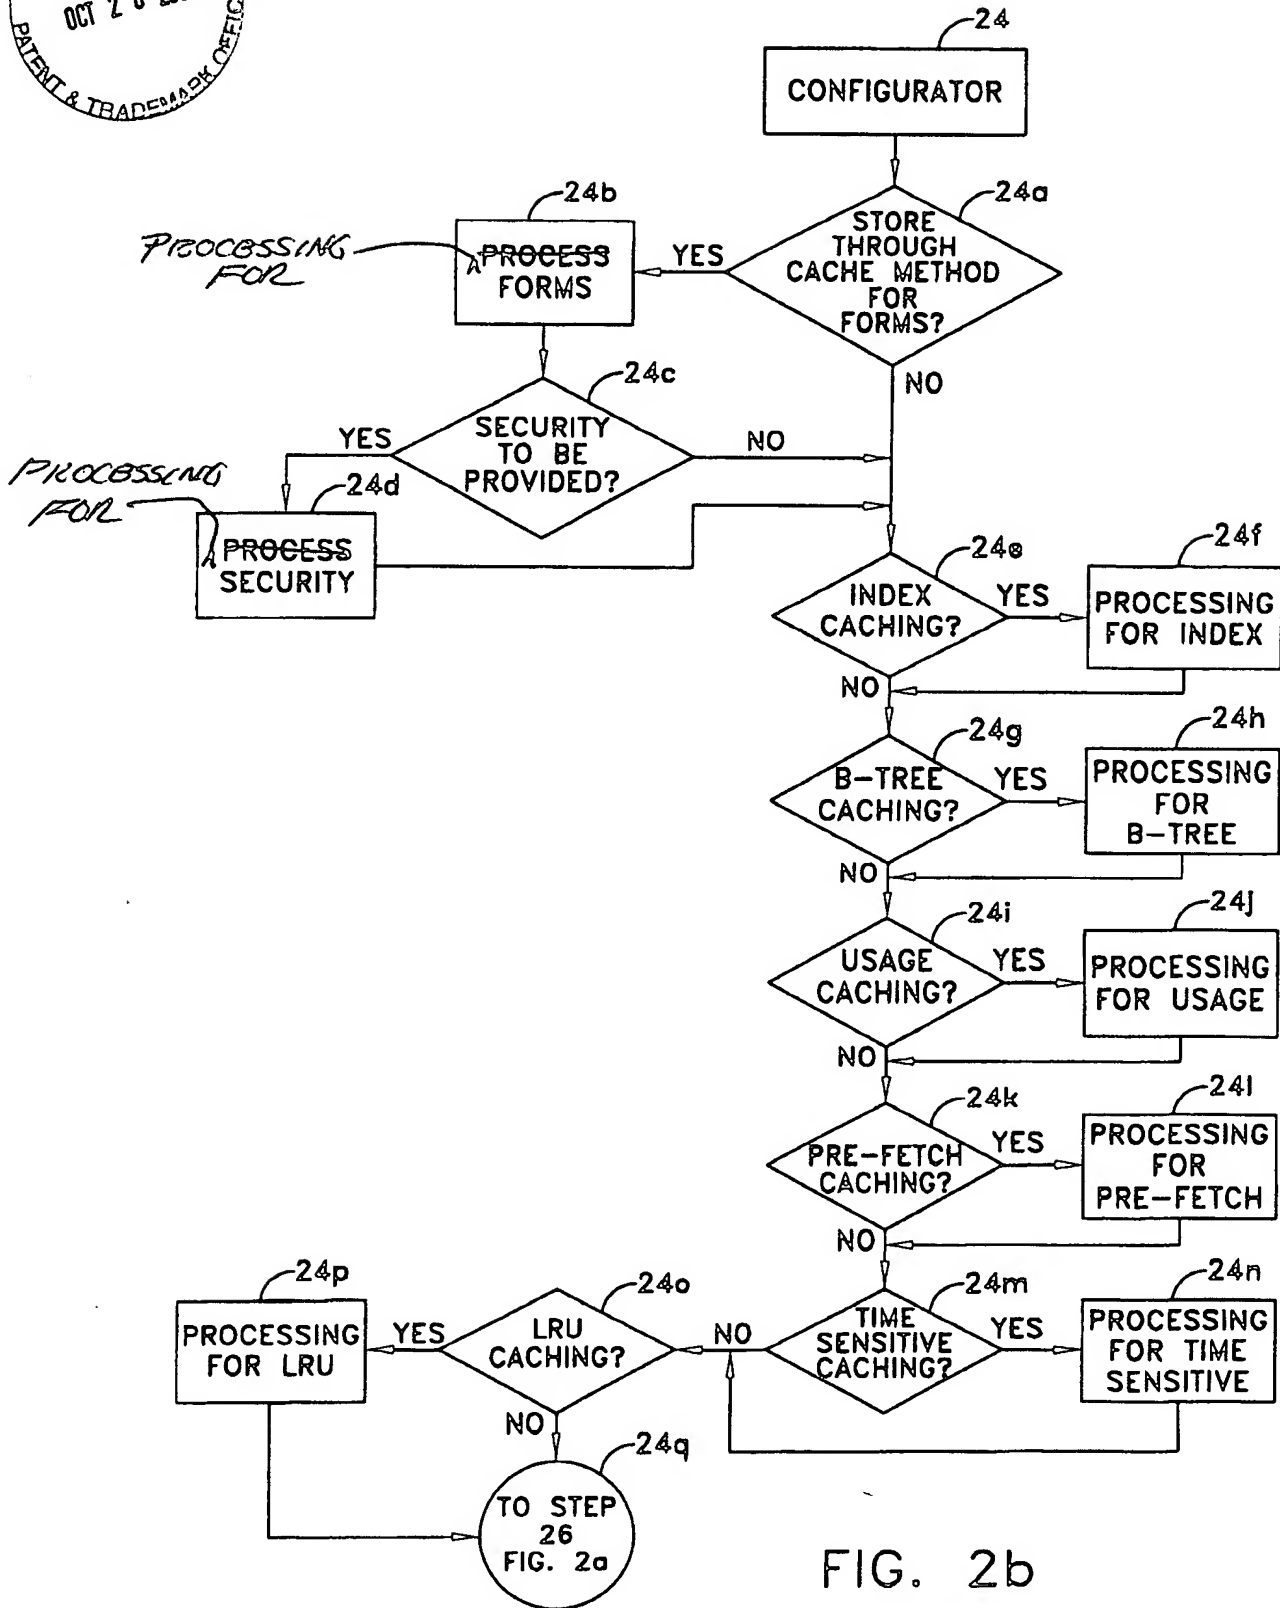 OCT 2
PATENT & TRADEMARK OFFIC
24
CONFIGURATOR
24a
STORE
THROUGH
CACHE METHOD
FOR
FORMS?
YES
NO
24b
PROCESSING
FOR
PROCESS
FORMS
24c
SECURITY
TO BE
PROVIDED?
YES
NO
PROCESSING
FOR
24d
PROCESS
SECURITY
24e
INDEX
CACHING?
YES
NO
24f
PROCESSING
FOR INDEX
24g
B-TREE
CACHING?
YES
NO
24h
PROCESSING
FOR
B-TREE
24i
USAGE
CACHING?
YES
NO
24j
PROCESSING
FOR USAGE
24k
PRE-FETCH
CACHING?
YES
NO
24l
PROCESSING
FOR
PRE-FETCH
24m
TIME
SENSITIVE
CACHING?
YES
NO
24n
PROCESSING
FOR TIME
SENSITIVE
24o
LRU
CACHING?
YES
NO
24p
PROCESSING
FOR LRU
24q
TO STEP
26
FIG. 2a
FIG. 2b